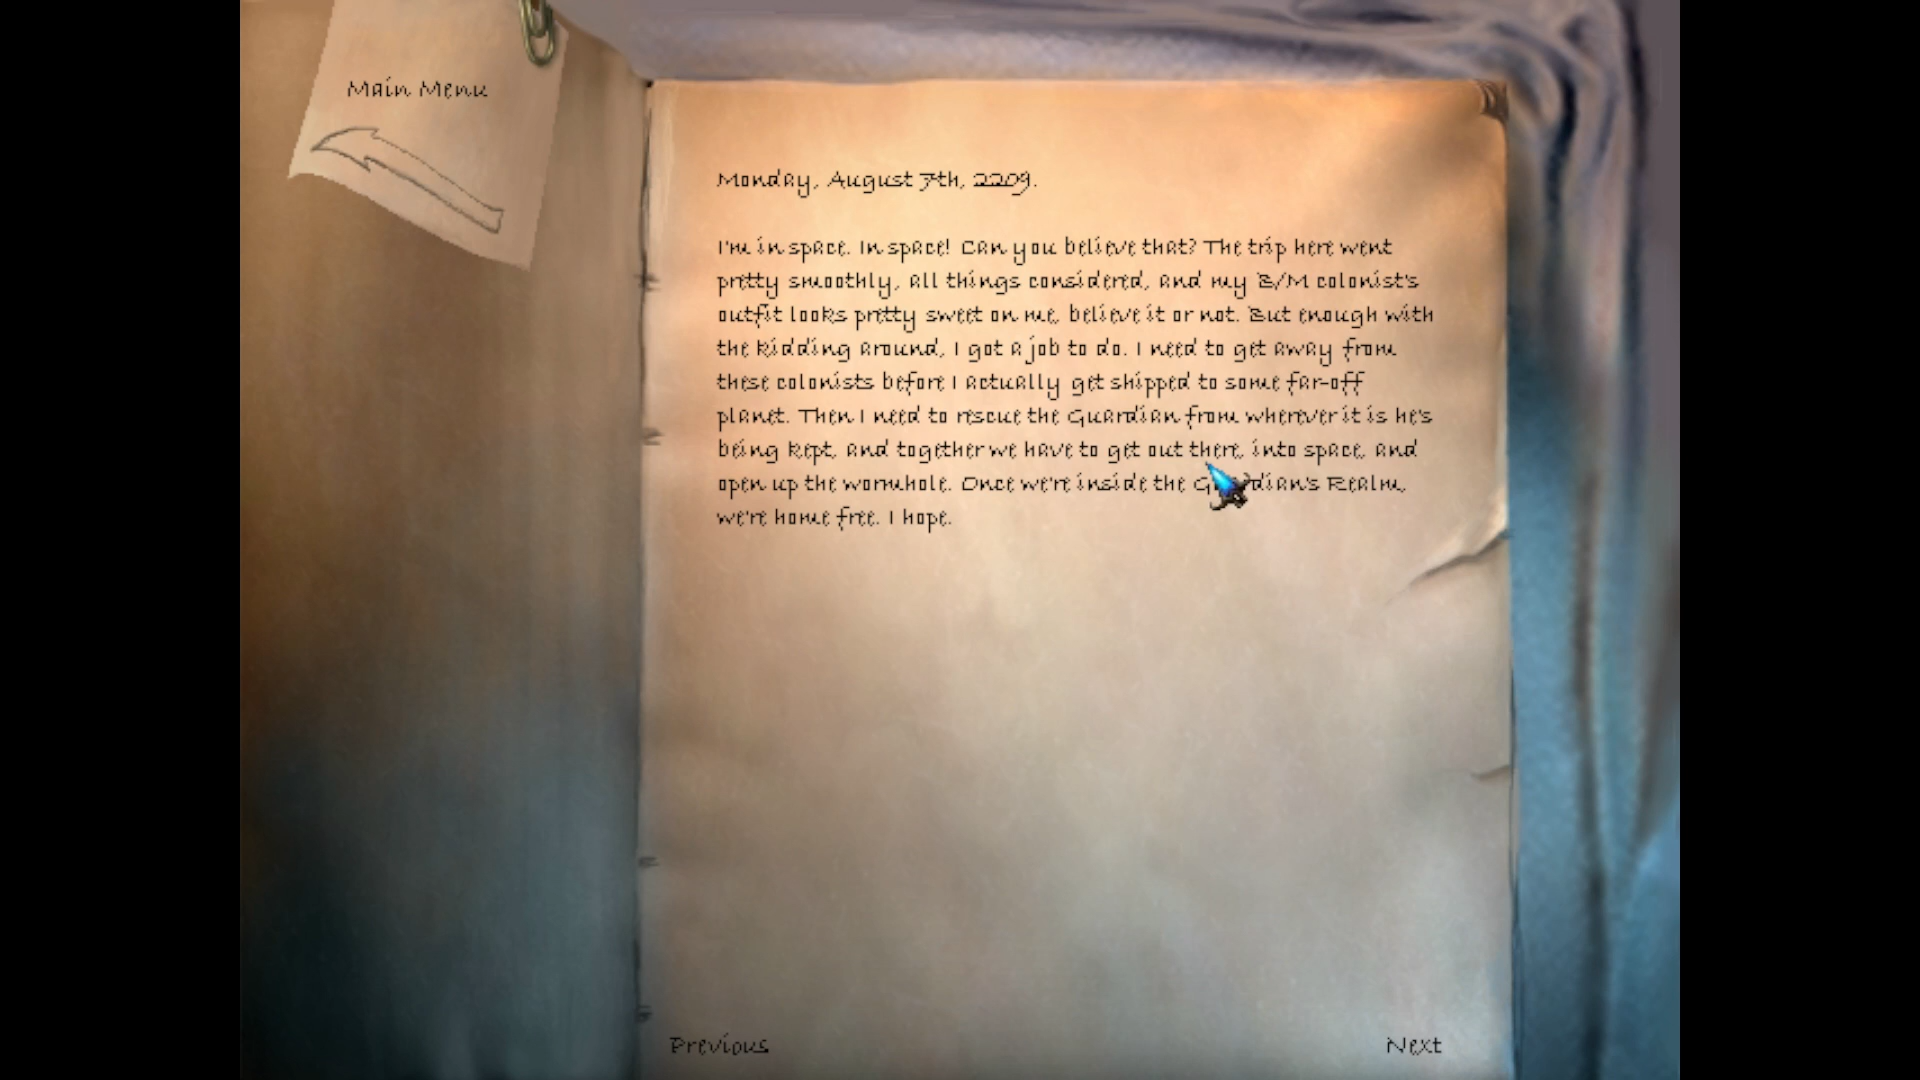 Main Menu
Monday, August 7th, 2209.
I'm in space. In space! Can you believe that? The trip here went
pretty smoothly, all things considered, and my B/M colonist's
outfit looks pretty sweet on me, believe it or not. But enough with
the kidding around, I got a job to do. I need to get away from
these colonists before I actually get shipped to some far-off
planet. Then I need to rescue the Guardian from wherever it is he's
being kept, and together we have to get out there, into space, and
open up the wormhole. Once we're inside the Guardian's Realm,
we're home free. I hope.
Previous
Next